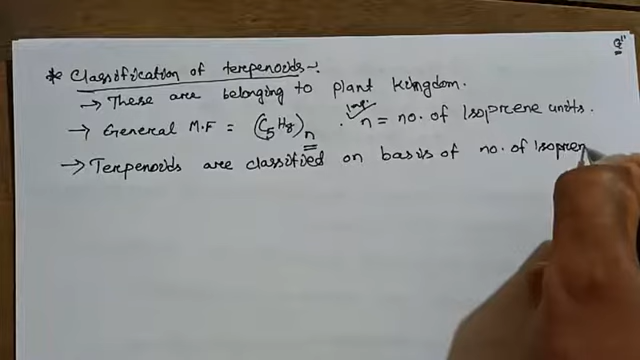 * Classification of terpenoids :-
→ These are belonging to plant kingdom.
→ General M.F = (C5H8)n . n = no. of Isoprene units.
→ Terpenoids are classified on basis of no. of Isopren